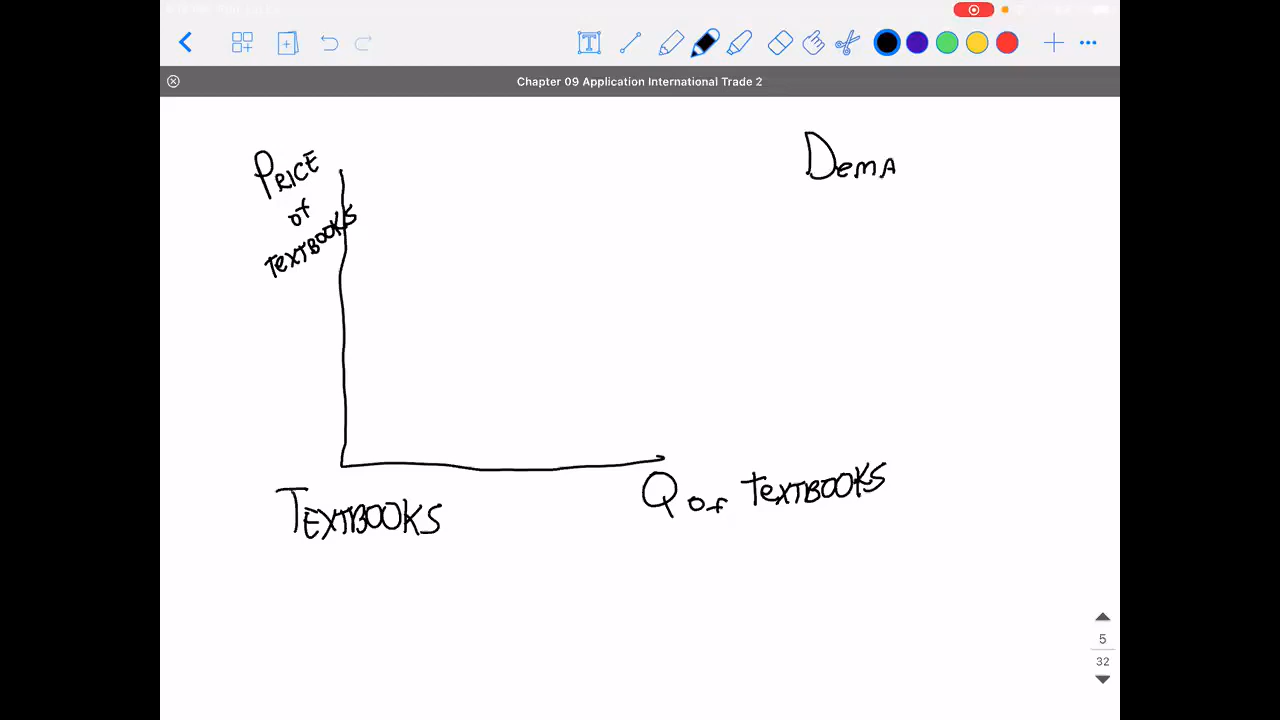 Chapter 09 Application International Trade 2
PRICE
of
TEXTBOOKS
DEMA
TEXTBOOKS
Q OF TEXTBOOKS
5
32